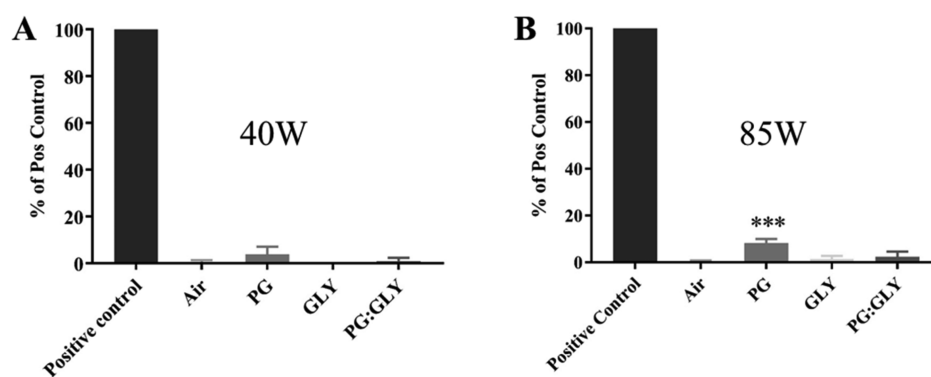 A
% of Pos Control
100
80
60
40
20
0
40W
Positive control
Air
PG
GLY
PG:GLY
B
% of Pos Control
100
80
60
40
20
0
85W
***
Positive Control
Air
PG
GLY
PG:GLY